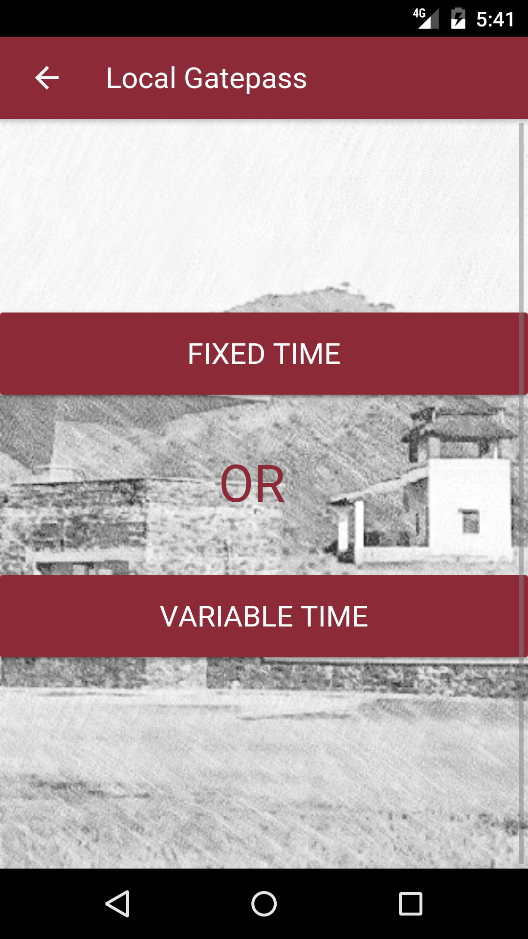 4G 5:41
Local Gatepass
FIXED TIME
OR
VARIABLE TIME